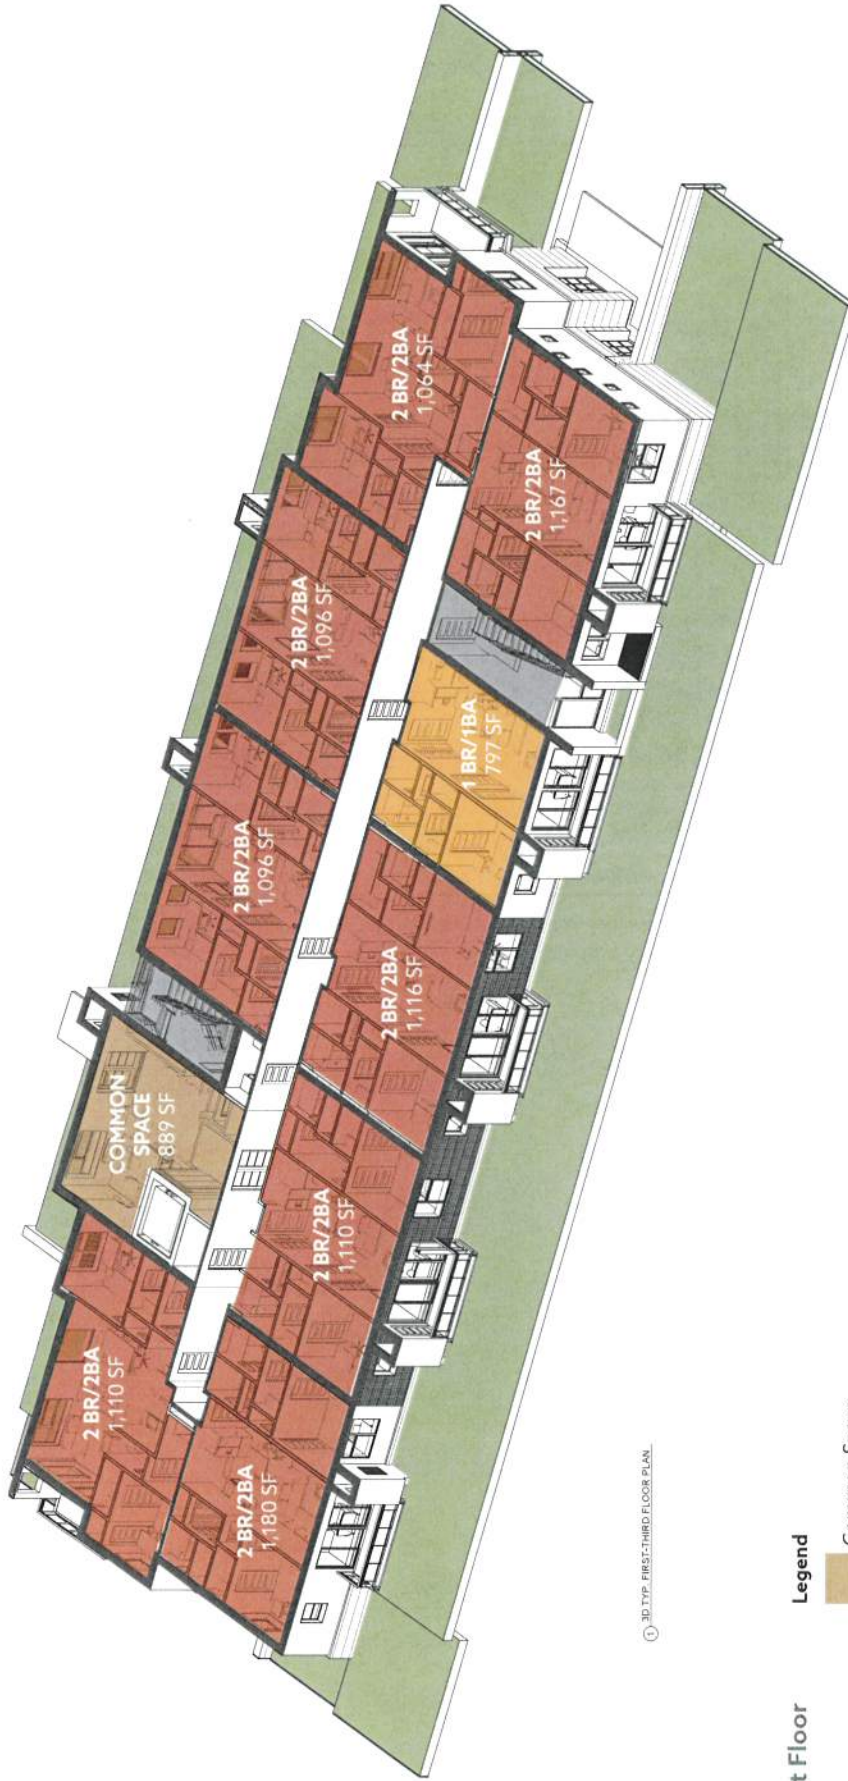 2 BR/2BA
1,110 SF
COMMON
SPACE
889 SF
2 BR/2BA
1,096 SF
2 BR/2BA
1,096 SF
2 BR/2BA
1,064 SF
2 BR/2BA
1,180 SF
2 BR/2BA
1,110 SF
2 BR/2BA
1,116 SF
1 BR/1BA
797 SF
2 BR/2BA
1,167 SF
1 3D TYP. FIRST-THIRD FLOOR PLAN
t Floor
Legend